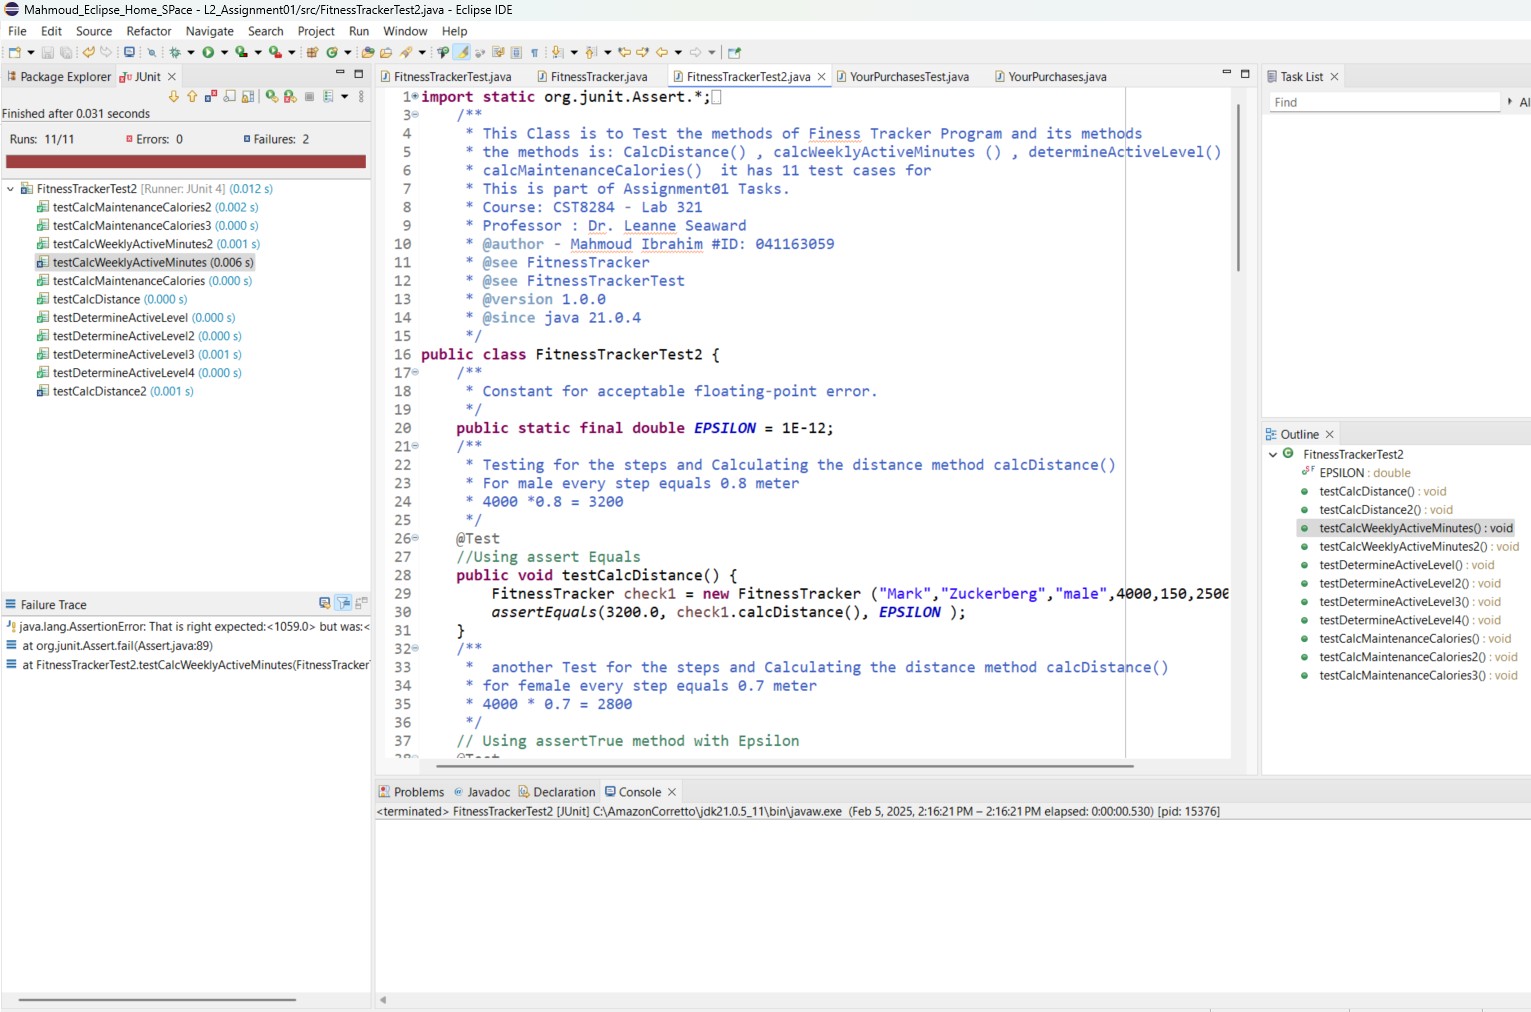 Mahmoud_Eclipse_Home_SPace - L2_Assignment01/src/FitnessTrackerTest2.java - Eclipse IDE
File Edit Source Refactor Navigate Search Project Run Window Help
Package Explorer JUnit
Finished after 0.031 seconds
Runs: 11/11 Errors: 0 Failures: 2
FitnessTrackerTest2 [Runner: JUnit 4] (0.012 s)
testCalcMaintenanceCalories2 (0.002 s)
testCalcMaintenanceCalories3 (0.000 s)
testCalcWeeklyActiveMinutes2 (0.001 s)
testCalcWeeklyActiveMinutes (0.006 s)
testCalcMaintenanceCalories (0.000 s)
testCalcDistance (0.000 s)
testDetermineActiveLevel (0.000 s)
testDetermineActiveLevel2 (0.000 s)
testDetermineActiveLevel3 (0.001 s)
testDetermineActiveLevel4 (0.000 s)
testCalcDistance2 (0.001 s)
Failure Trace
java.lang.AssertionError: That is right expected:<1059.0> but was:<
at org.junit.Assert.fail(Assert.java:89)
at FitnessTrackerTest2.testCalcWeeklyActiveMinutes(FitnessTracker
FitnessTrackerTest.java FitnessTracker.java FitnessTrackerTest2.java YourPurchasesTest.java YourPurchases.java
1 import static org.junit.Assert.*;
3 /**
4 * This Class is to Test the methods of Finess Tracker Program and its methods
5 * the methods is: CalcDistance() , calcWeeklyActiveMinutes () , determineActiveLevel()
6 * calcMaintenanceCalories()  it has 11 test cases for
7 * This is part of Assignment01 Tasks.
8 * Course: CST8284 - Lab 321
9 * Professor : Dr. Leanne Seaward
10 * @author - Mahmoud Ibrahim #ID: 041163059
11 * @see FitnessTracker
12 * @see FitnessTrackerTest
13 * @version 1.0.0
14 * @since java 21.0.4
15 */
16 public class FitnessTrackerTest2 {
17 /**
18 * Constant for acceptable floating-point error.
19 */
20 public static final double EPSILON = 1E-12;
21 /**
22 * Testing for the steps and Calculating the distance method calcDistance()
23 * For male every step equals 0.8 meter
24 * 4000 *0.8 = 3200
25 */
26 @Test
27 //Using assert Equals
28 public void testCalcDistance() {
29 FitnessTracker check1 = new FitnessTracker ("Mark","Zuckerberg","male",4000,150,2500
30 assertEquals(3200.0, check1.calcDistance(), EPSILON );
31 }
32 /**
33 *  another Test for the steps and Calculating the distance method calcDistance()
34 * for female every step equals 0.7 meter
35 * 4000 * 0.7 = 2800
36 */
37 // Using assertTrue method with Epsilon
38 @Test
Problems Javadoc Declaration Console
<terminated> FitnessTrackerTest2 [JUnit] C:\AmazonCorretto\jdk21.0.5_11\bin\javaw.exe (Feb 5, 2025, 2:16:21 PM – 2:16:21 PM elapsed: 0:00:00.530) [pid: 15376]
Task List
Find Al
Outline
FitnessTrackerTest2
EPSILON : double
testCalcDistance() : void
testCalcDistance2() : void
testCalcWeeklyActiveMinutes() : void
testCalcWeeklyActiveMinutes2() : void
testDetermineActiveLevel() : void
testDetermineActiveLevel2() : void
testDetermineActiveLevel3() : void
testDetermineActiveLevel4() : void
testCalcMaintenanceCalories() : void
testCalcMaintenanceCalories2() : void
testCalcMaintenanceCalories3() : void